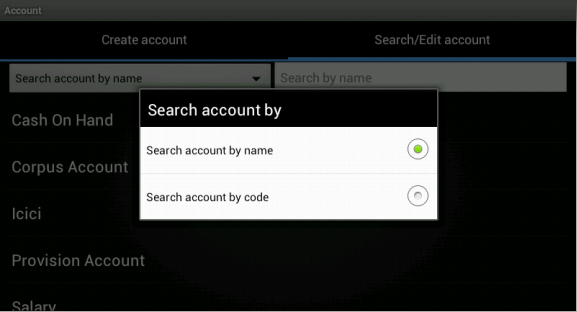 Account
Create account
Search/Edit account
Search account by name
Search by name
Cash On Hand
Search account by
Search account by name
Corpus Account
Search account by code
Icici
Provision Account
Salary